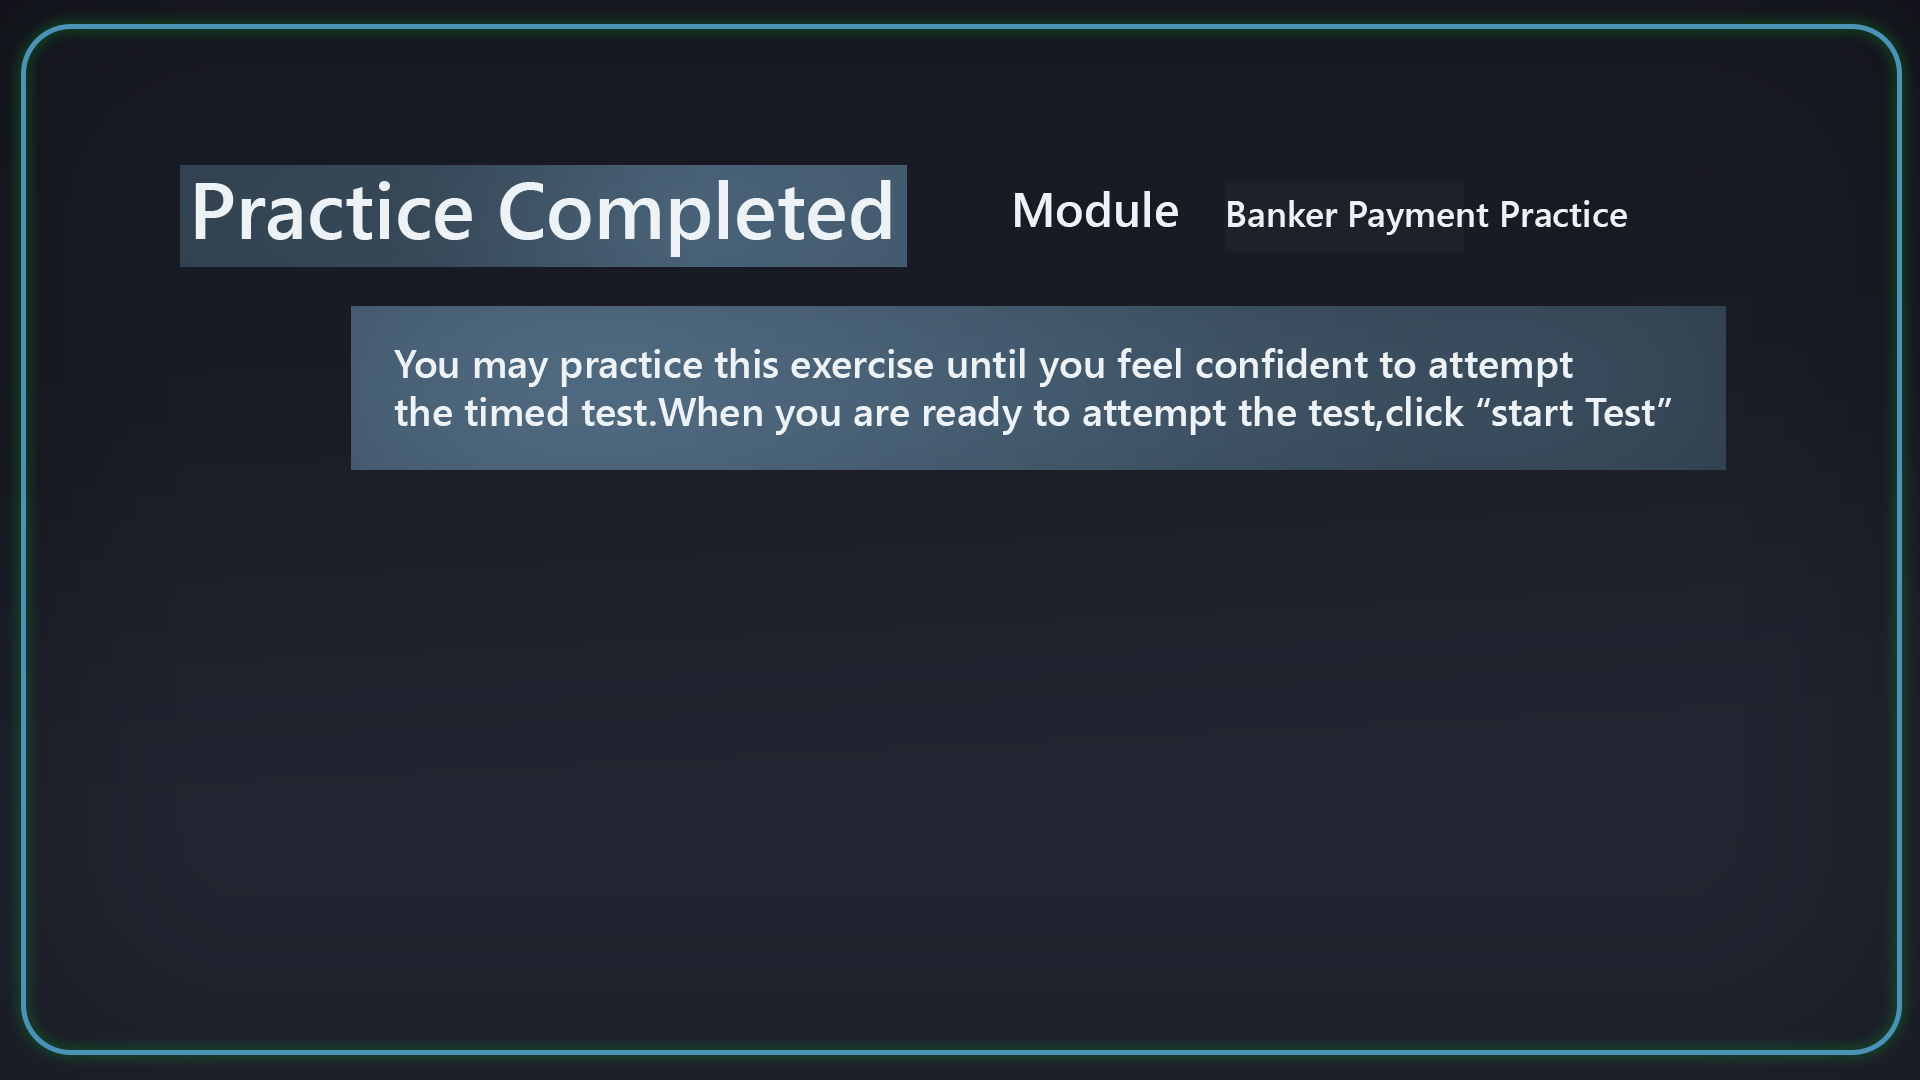 Practice Completed
Module Banker Payment Practice
You may practice this exercise until you feel confident to attempt
the timed test.When you are ready to attempt the test,click “start Test”